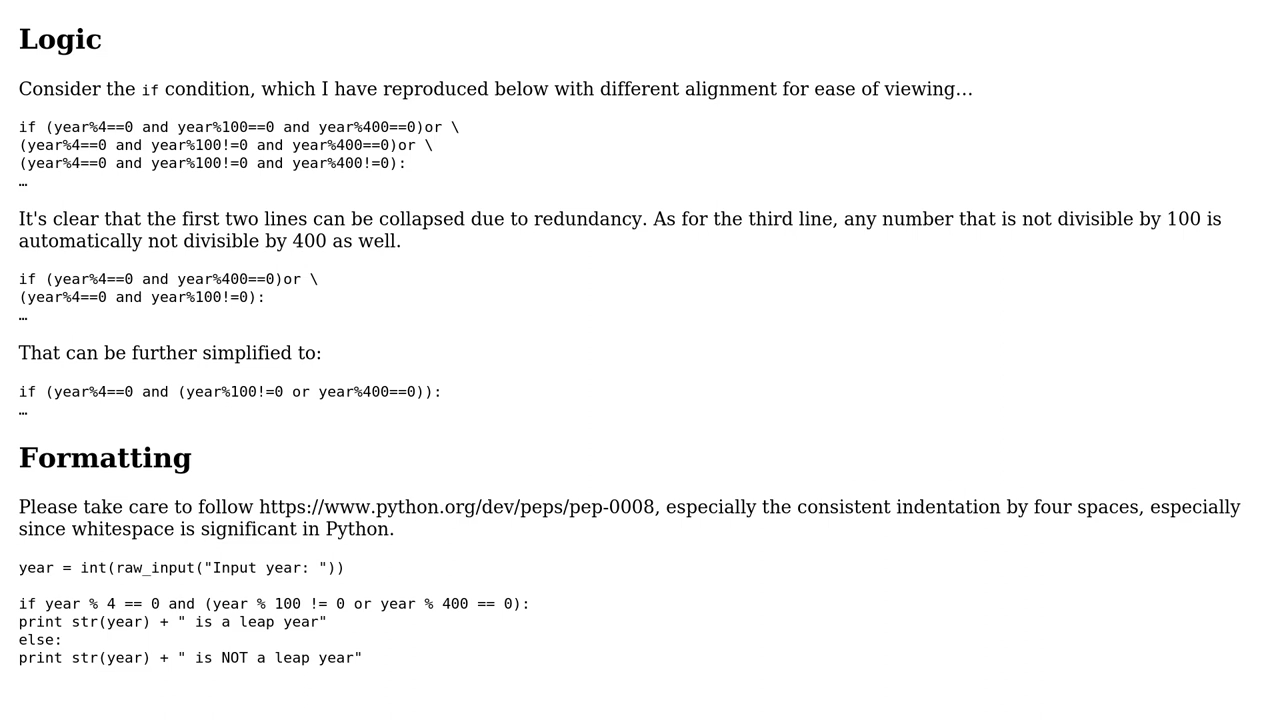 Logic
Consider the if condition, which I have reproduced below with different alignment for ease of viewing…
if (year%4==0 and year%100==0 and year%400==0)or \
(year%4==0 and year%100!=0 and year%400==0)or \
(year%4==0 and year%100!=0 and year%400!=0):
…
It's clear that the first two lines can be collapsed due to redundancy. As for the third line, any number that is not divisible by 100 is
automatically not divisible by 400 as well.
if (year%4==0 and year%400==0)or \
(year%4==0 and year%100!=0):
…
That can be further simplified to:
if (year%4==0 and (year%100!=0 or year%400==0)):
…
Formatting
Please take care to follow https://www.python.org/dev/peps/pep-0008, especially the consistent indentation by four spaces, especially
since whitespace is significant in Python.
year = int(raw_input("Input year: "))
if year % 4 == 0 and (year % 100 != 0 or year % 400 == 0):
print str(year) + " is a leap year"
else:
print str(year) + " is NOT a leap year"